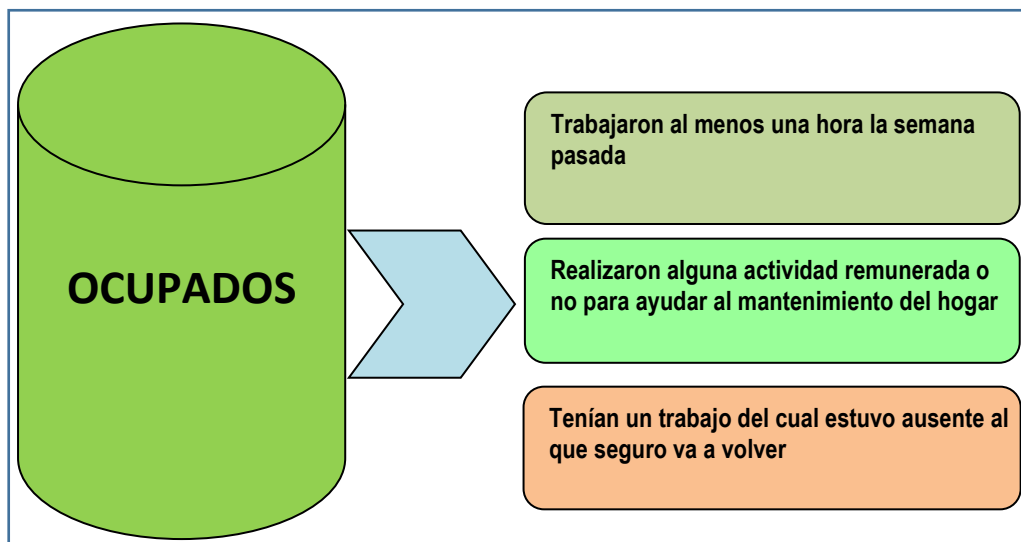 OCUPADOS
Trabajaron al menos una hora la semana
pasada
Realizaron alguna actividad remunerada o
no para ayudar al mantenimiento del hogar
Tenían un trabajo del cual estuvo ausente al
que seguro va a volver